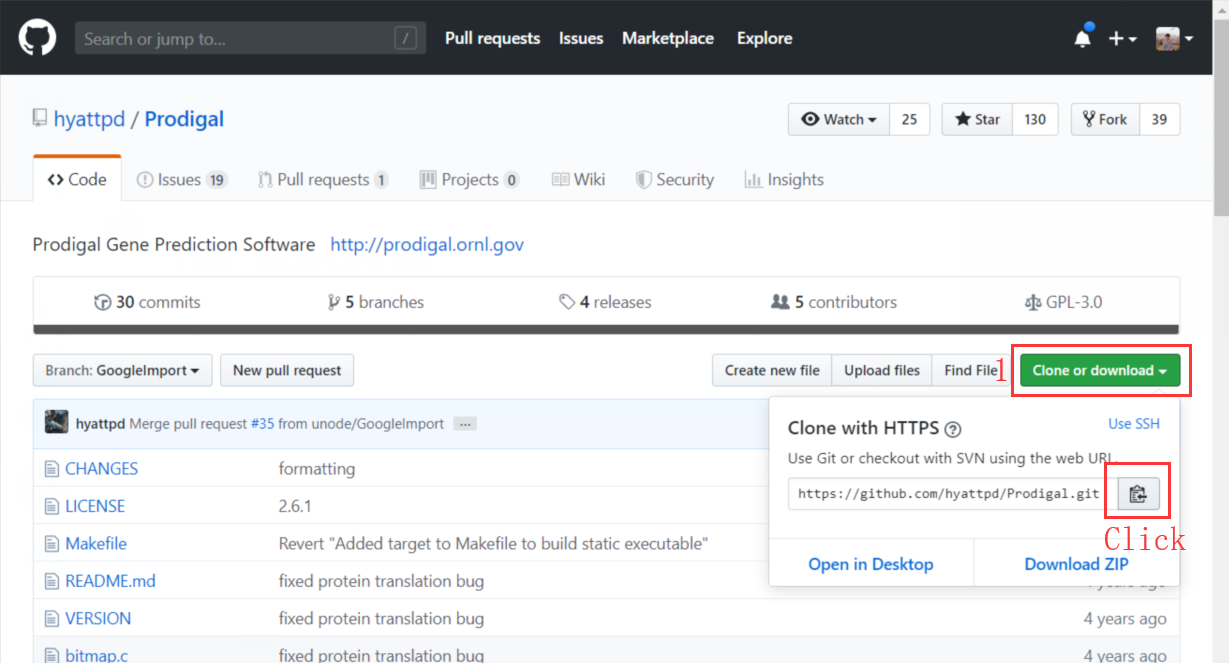 Search or jump to... / Pull requests Issues Marketplace Explore
hyattpd / Prodigal Watch 25 Star 130 Fork 39
Code Issues 19 Pull requests 1 Projects 0 Wiki Security Insights
Prodigal Gene Prediction Software http://prodigal.ornl.gov
30 commits 5 branches 4 releases 5 contributors GPL-3.0
Branch: GoogleImport New pull request Create new file Upload files Find File 1 Clone or download
hyattpd Merge pull request #35 from unode/GoogleImport ...
Clone with HTTPS ? Use SSH
Use Git or checkout with SVN using the web URL.
https://github.com/hyattpd/Prodigal.git
Click
Open in Desktop Download ZIP
CHANGES formatting
LICENSE 2.6.1
Makefile Revert "Added target to Makefile to build static executable"
README.md fixed protein translation bug 4 years ago
VERSION fixed protein translation bug 4 years ago
bitmap.c fixed protein translation bug 4 years ago